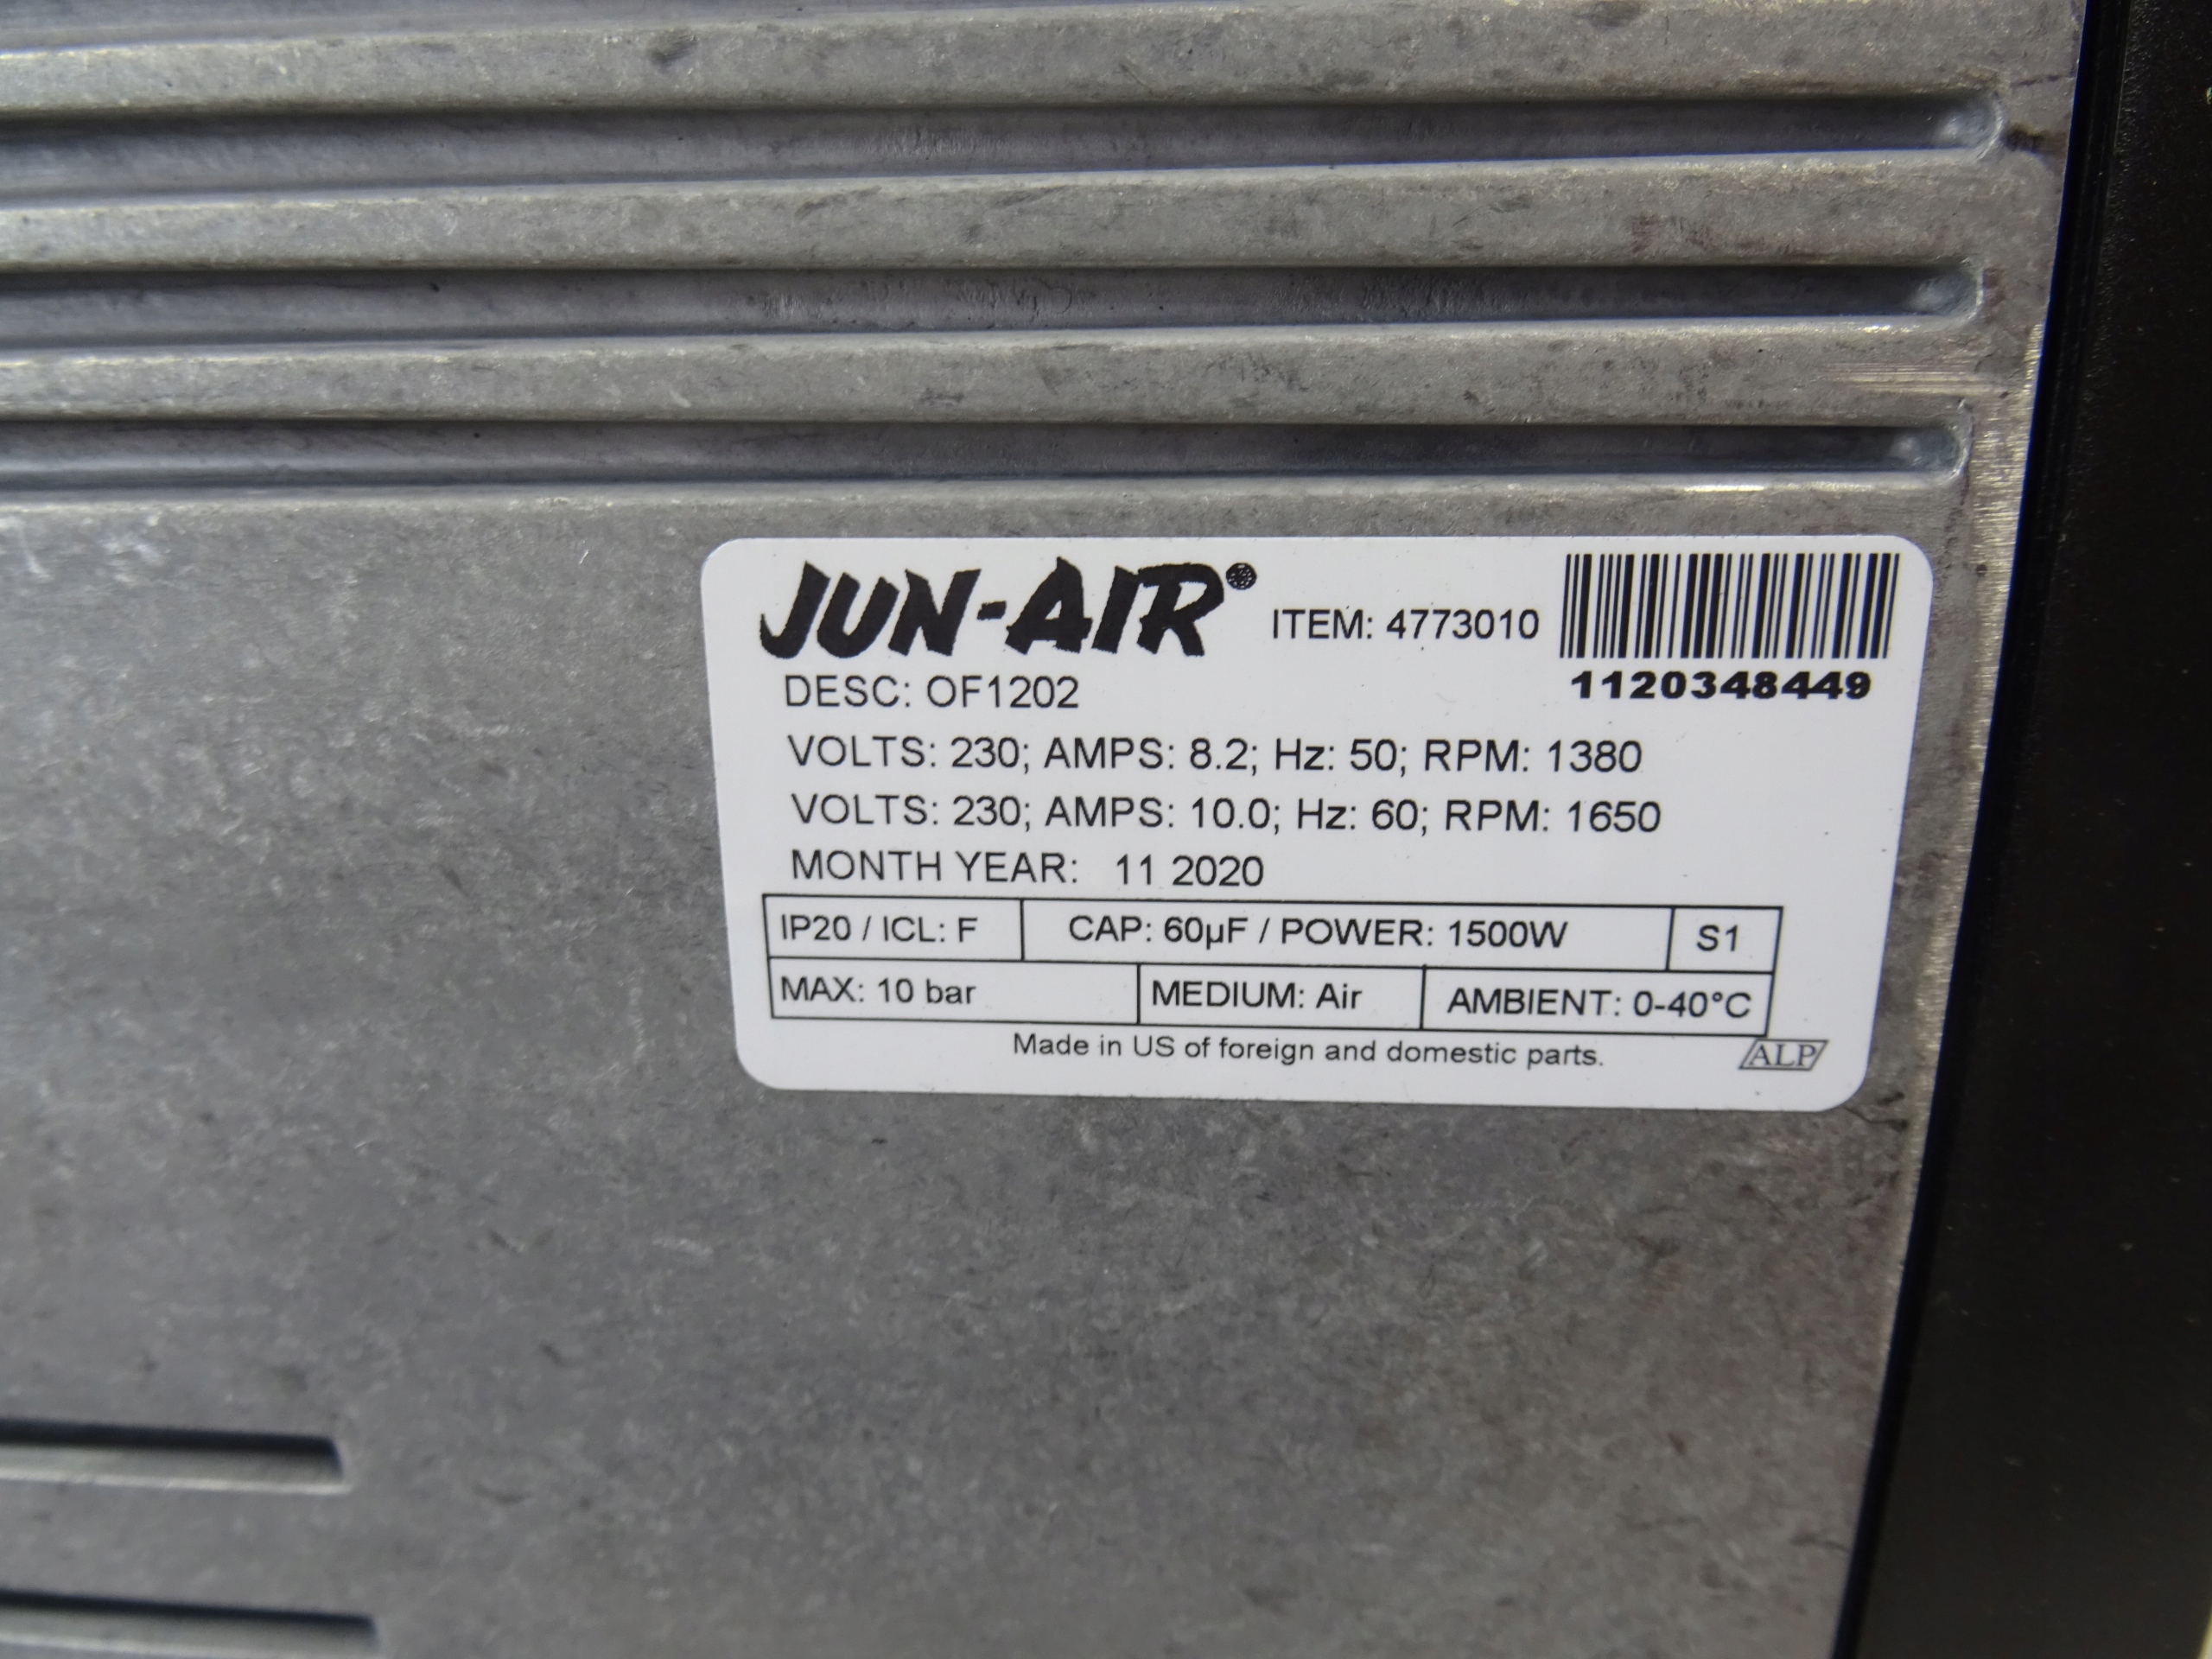 JUN-AIR® ITEM: 4773010
1120348449
DESC: OF1202
VOLTS: 230; AMPS: 8.2; Hz: 50; RPM: 1380
VOLTS: 230; AMPS: 10.0; Hz: 60; RPM: 1650
MONTH YEAR: 11 2020
IP20 / ICL: F CAP: 60µF / POWER: 1500W S1
MAX: 10 bar MEDIUM: Air AMBIENT: 0-40°C
Made in US of foreign and domestic parts.
ALP